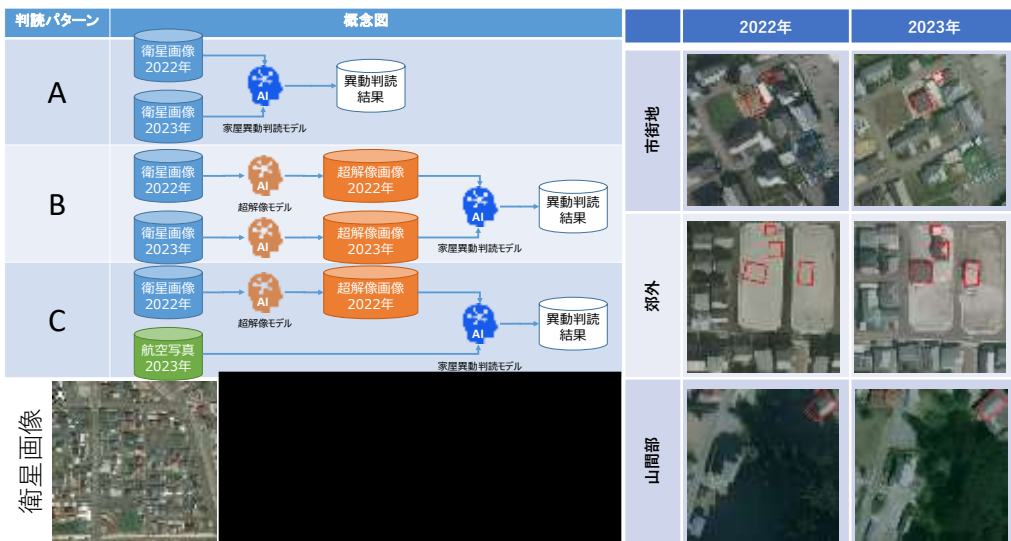 判読パターン
概念図
A
衛星画像
2022年
衛星画像
2023年
AI
家屋異動判読モデル
異動判読
結果
B
衛星画像
2022年
AI
超解像モデル
超解像画像
2022年
衛星画像
2023年
AI
超解像画像
2023年
AI
家屋異動判読モデル
異動判読
結果
C
衛星画像
2022年
AI
超解像モデル
超解像画像
2022年
航空写真
2023年
AI
家屋異動判読モデル
異動判読
結果
衛星画像
2022年
2023年
市街地
郊外
山間部